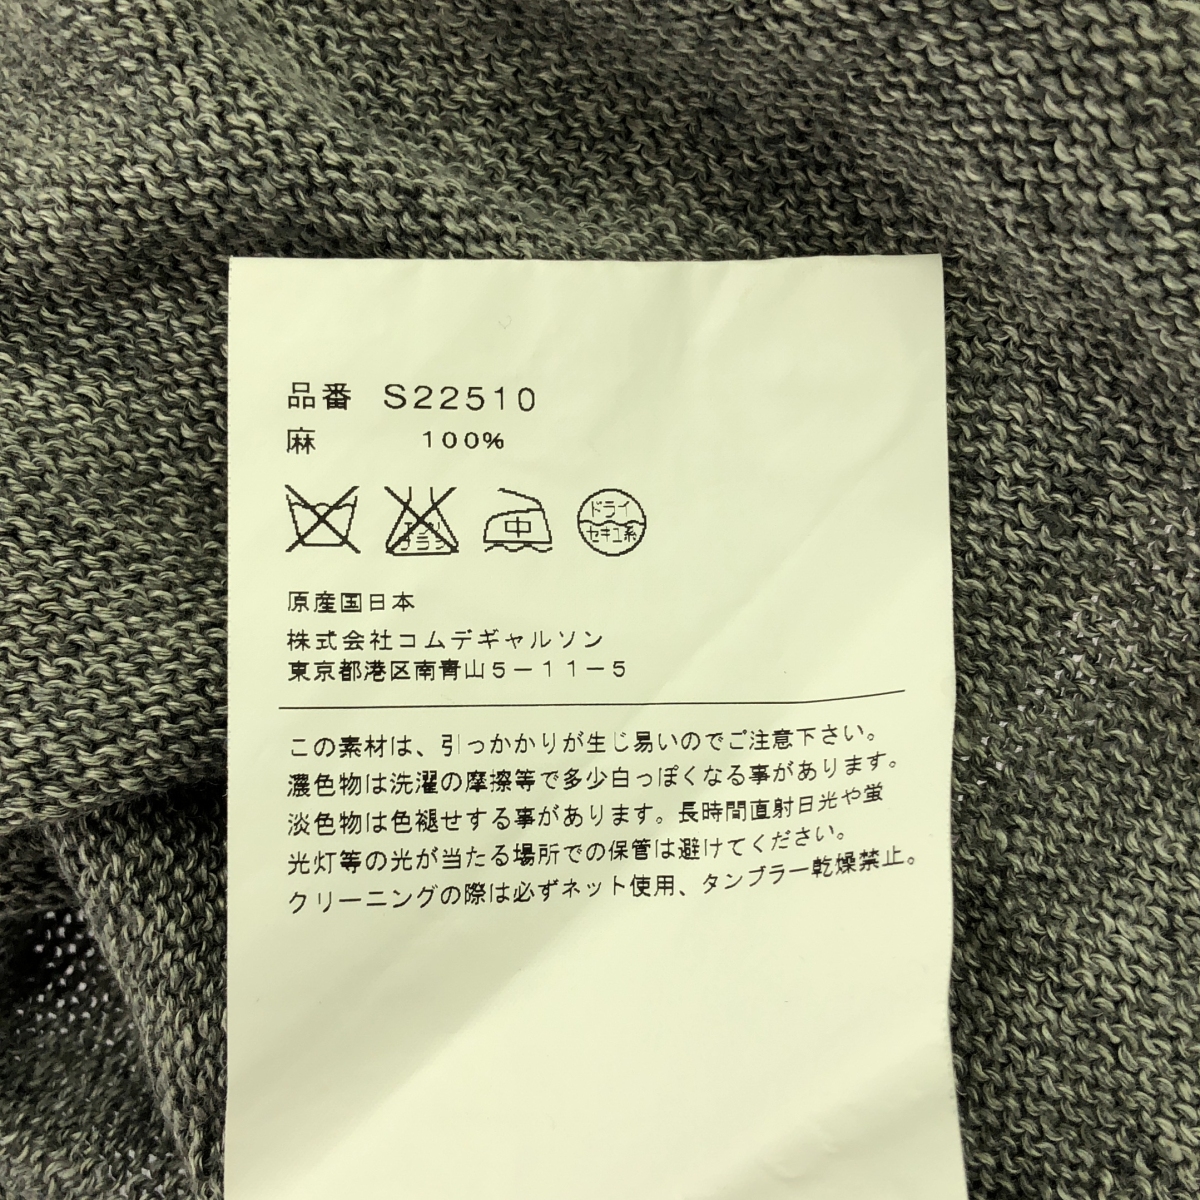 品番 S22510
麻 100%
エンソ
サラシ
中
ドライ
セキユ系
原産国日本
株式会社コムデギャルソン
東京都港区南青山5−11−5
この素材は、引っかかりが生じ易いのでご注意下さい。
濃色物は洗濯の摩擦等で多少白っぽくなる事があります。
淡色物は色褪せする事があります。長時間直射日光や蛍
光灯等の光が当たる場所での保管は避けてください。
クリーニングの際は必ずネット使用、タンブラー乾燥禁止。